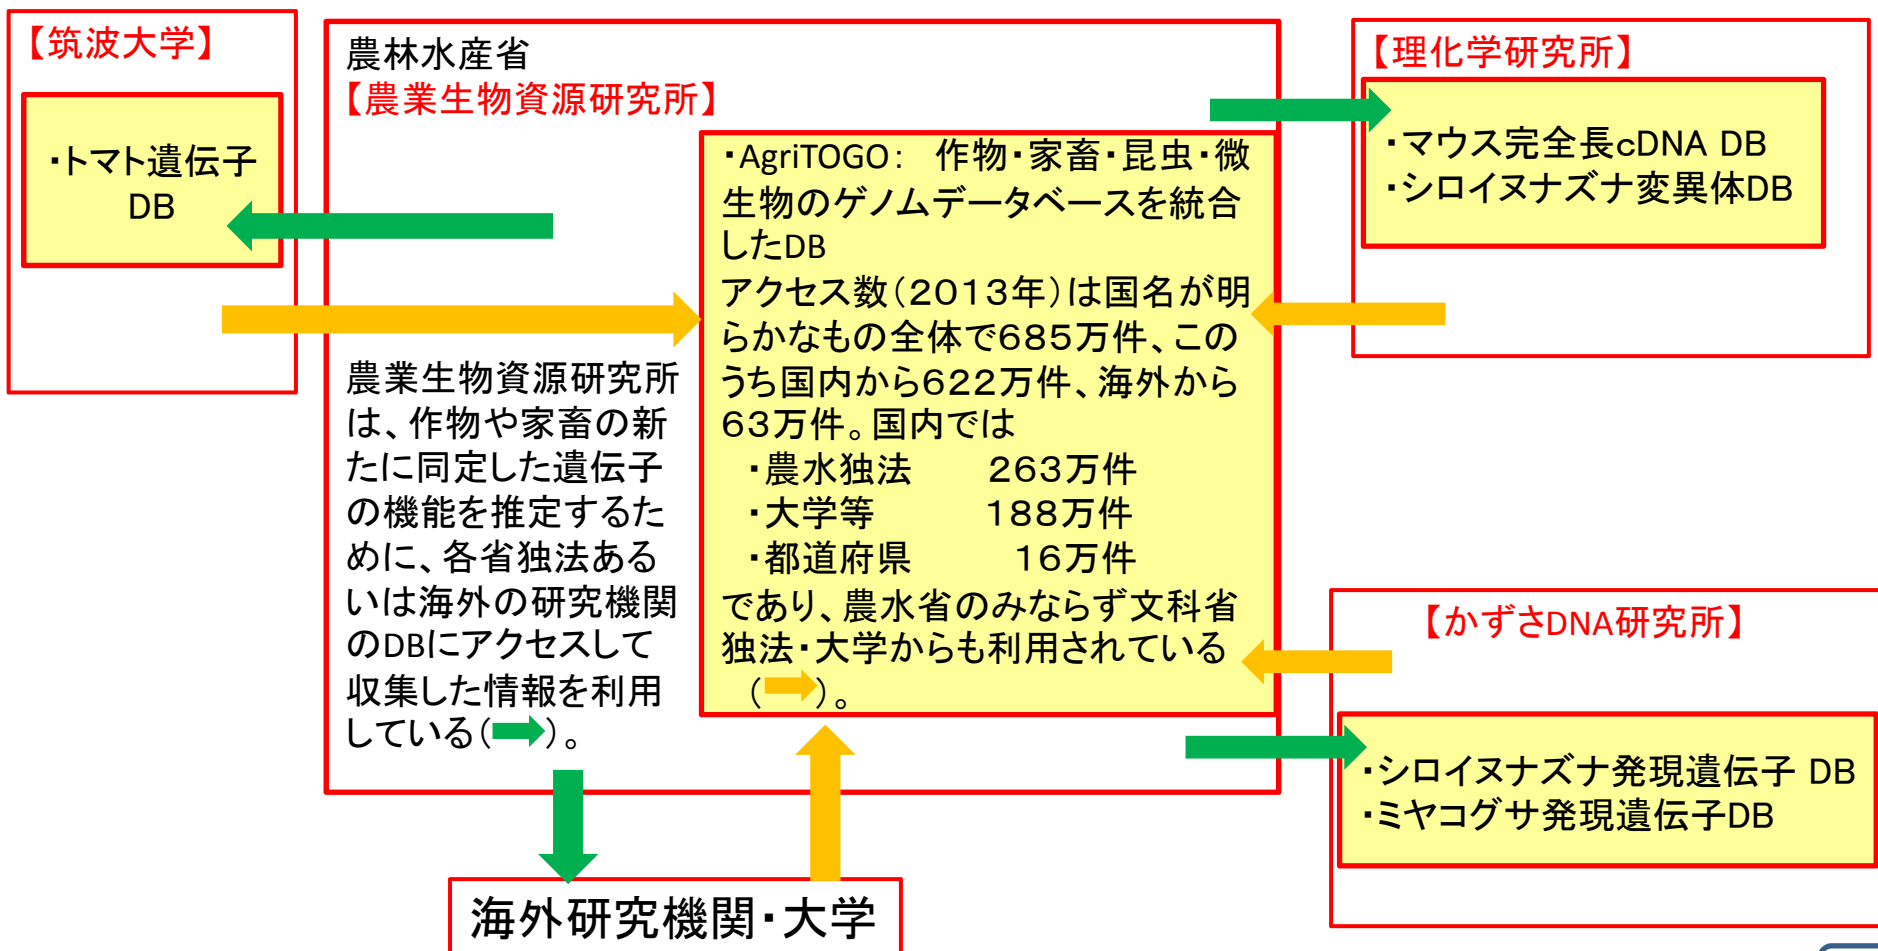 【筑波大学】
・トマト遺伝子
DB
農林水産省
【農業生物資源研究所】
農業生物資源研究所
は、作物や家畜の新
たに同定した遺伝子
の機能を推定するた
めに、各省独法ある
いは海外の研究機関
のDBにアクセスして
収集した情報を利用
している(➡)。
・AgriTOGO: 作物・家畜・昆虫・微
生物のゲノムデータベースを統合
したDB
アクセス数(2013年)は国名が明
らかなもの全体で685万件、この
うち国内から622万件、海外から
63万件。国内では
・農水独法 263万件
・大学等 188万件
・都道府県 16万件
であり、農水省のみならず文科省
独法・大学からも利用されている
(➡)。
【理化学研究所】
・マウス完全長cDNA DB
・シロイヌナズナ変異体DB
【かずさDNA研究所】
・シロイヌナズナ発現遺伝子 DB
・ミヤコグサ発現遺伝子DB
海外研究機関・大学